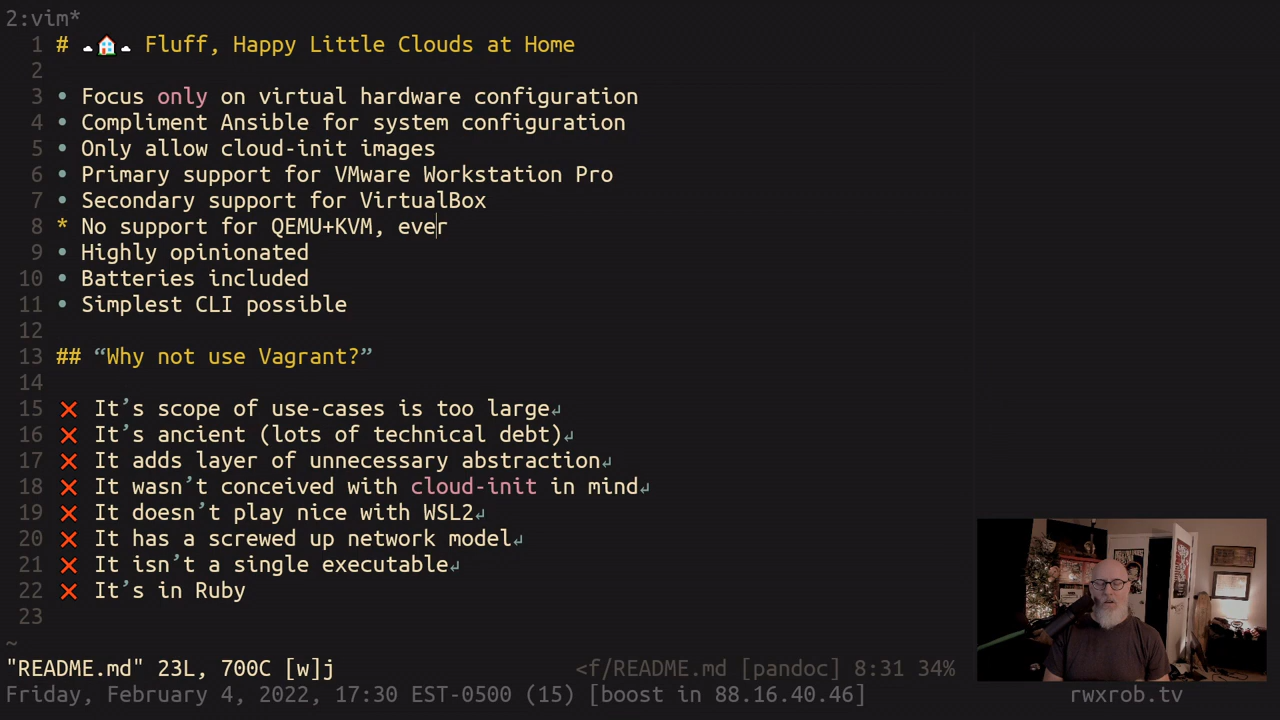 2:vim*
1 # ☁🏠☁ Fluff, Happy Little Clouds at Home
2
3 • Focus only on virtual hardware configuration
4 • Compliment Ansible for system configuration
5 • Only allow cloud-init images
6 • Primary support for VMware Workstation Pro
7 • Secondary support for VirtualBox
8 * No support for QEMU+KVM, ever
9 • Highly opinionated
10 • Batteries included
11 • Simplest CLI possible
12
13 ## “Why not use Vagrant?”
14
15 ❌ It’s scope of use-cases is too large↲
16 ❌ It’s ancient (lots of technical debt)↲
17 ❌ It adds layer of unnecessary abstraction↲
18 ❌ It wasn’t conceived with cloud-init in mind↲
19 ❌ It doesn’t play nice with WSL2↲
20 ❌ It has a screwed up network model↲
21 ❌ It isn’t a single executable↲
22 ❌ It’s in Ruby
23
~
"README.md" 23L, 700C [w]j <f/README.md [pandoc] 8:31 34%
Friday, February 4, 2022, 17:30 EST-0500 (15) [boost in 88.16.40.46] rwxrob.tv